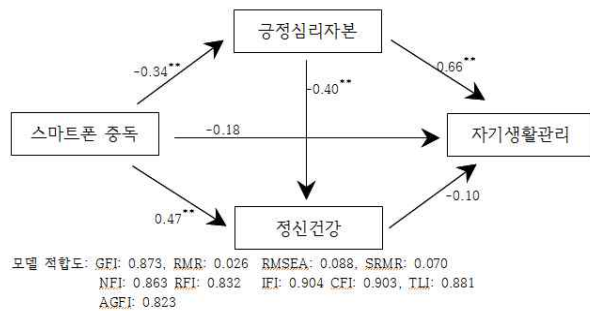 긍정심리자본
-0.34**
-0.40**
0.66**
스마트폰 중독
-0.18
자기생활관리
0.47**
정신건강
-0.10
모델 적합도: GFI: 0.873, RMR: 0.026 RMSEA: 0.088, SRMR: 0.070
NFI: 0.863 RFI: 0.832 IFI: 0.904 CFI: 0.903, TLI: 0.881
AGFI: 0.823